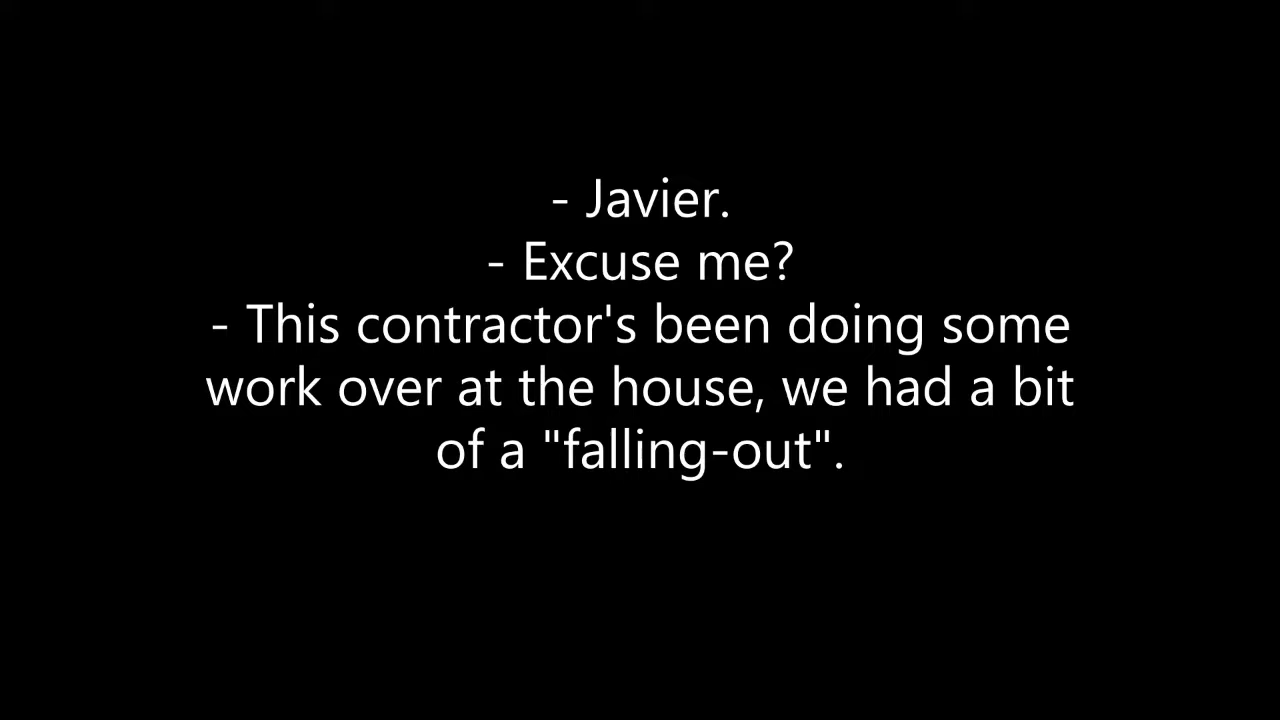 - Javier.
- Excuse me?
- This contractor's been doing some
work over at the house, we had a bit
of a "falling-out".